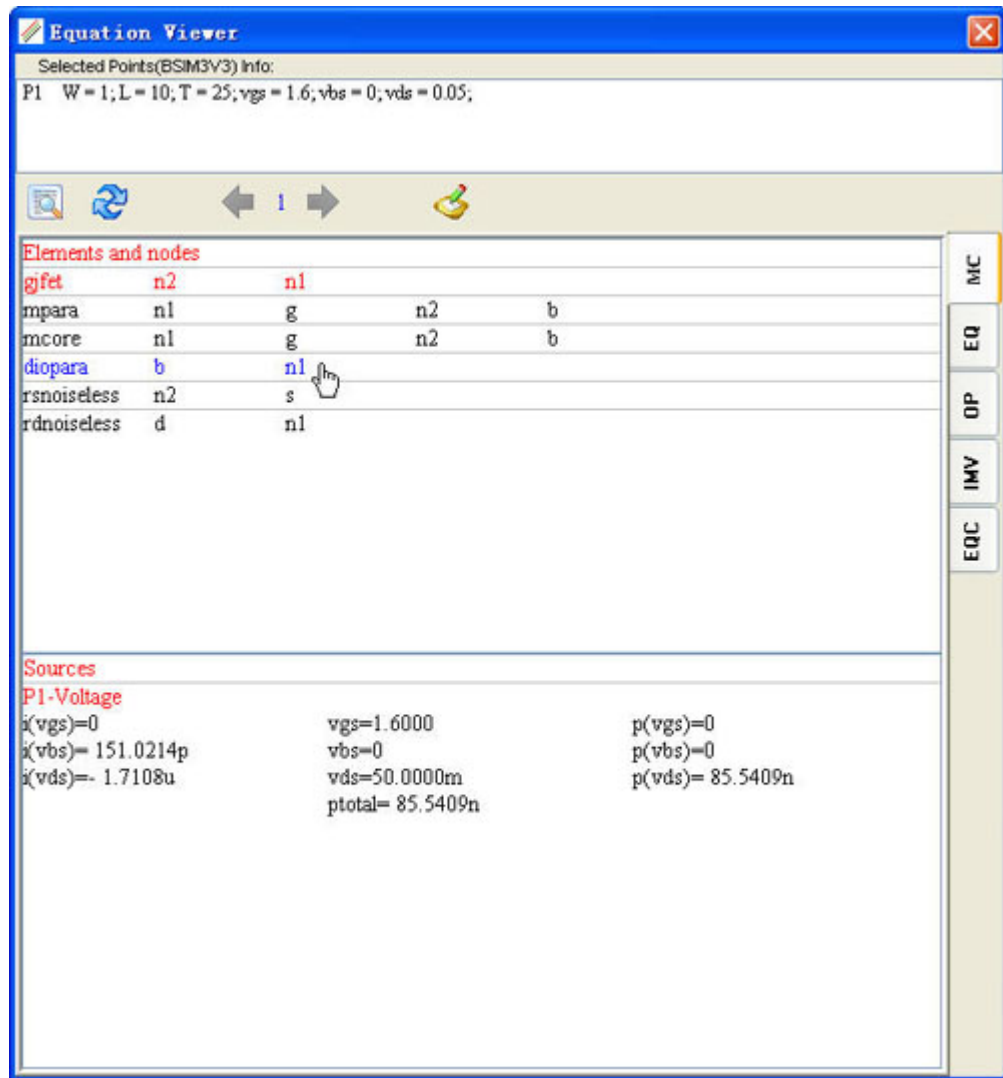 Equation Viewer
Selected Points(BSIM3V3) Info:
P1 W = 1; L = 10; T = 25; vgs = 1.6; vbs = 0; vds = 0.05;
1
Elements and nodes
gjfet n2 n1
mpara n1 g n2 b
mcore n1 g n2 b
diopara b n1
rsnoiseless n2 s
rdnoiseless d n1
MC
EQ
OP
IMV
EQC
Sources
P1-Voltage
i(vgs)=0 vgs=1.6000 p(vgs)=0
i(vbs)= 151.0214p vbs=0 p(vbs)=0
i(vds)=- 1.7108u vds=50.0000m p(vds)= 85.5409n
ptotal= 85.5409n